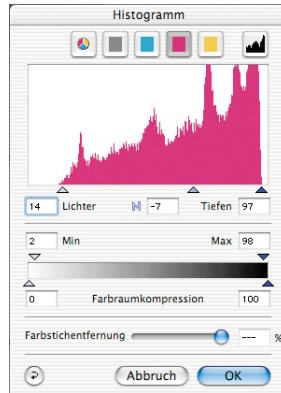 Histogramm
14 Lichter -7 Tiefen 97
2 Min Max 98
0 Farbraumkompression 100
Farbstichentfernung --- %
Abbruch OK